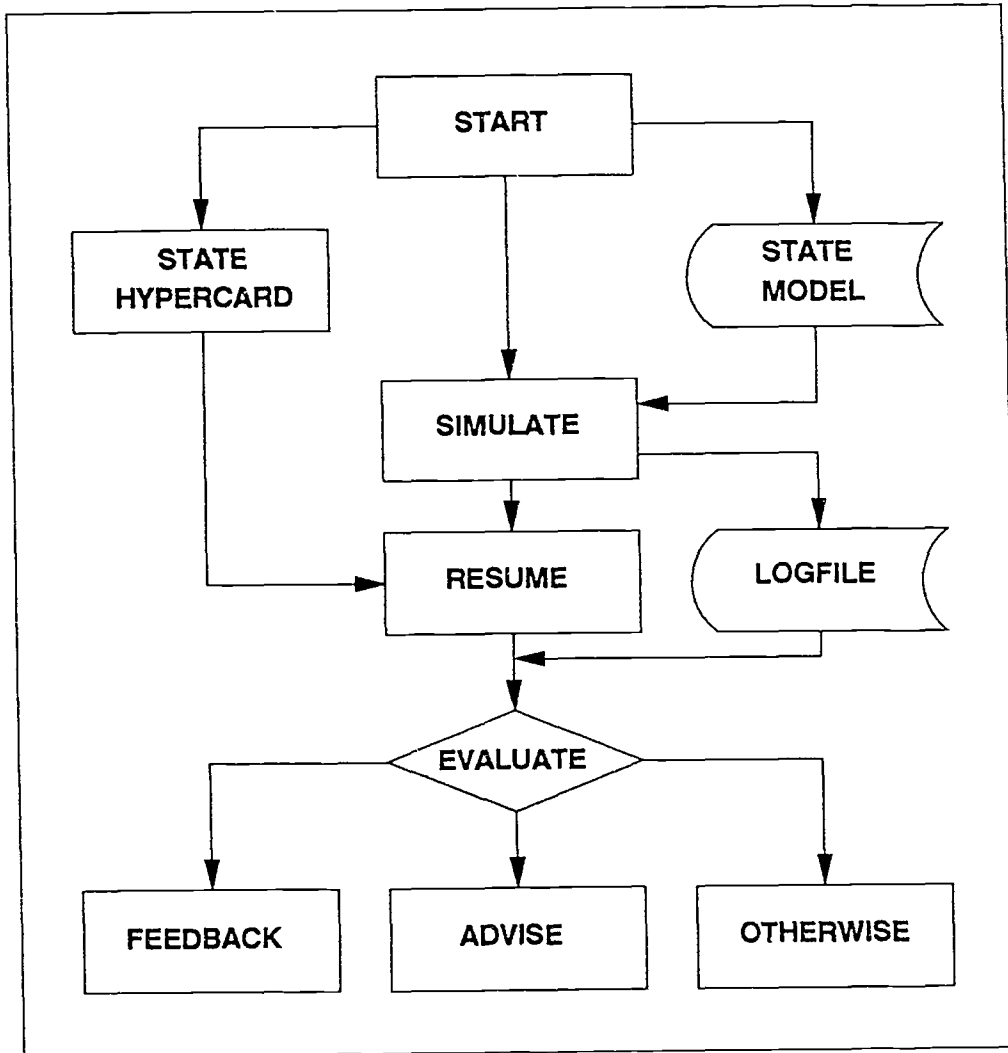 START
STATE
HYPERCARD
STATE
MODEL
SIMULATE
RESUME
LOGFILE
EVALUATE
FEEDBACK
ADVISE
OTHERWISE